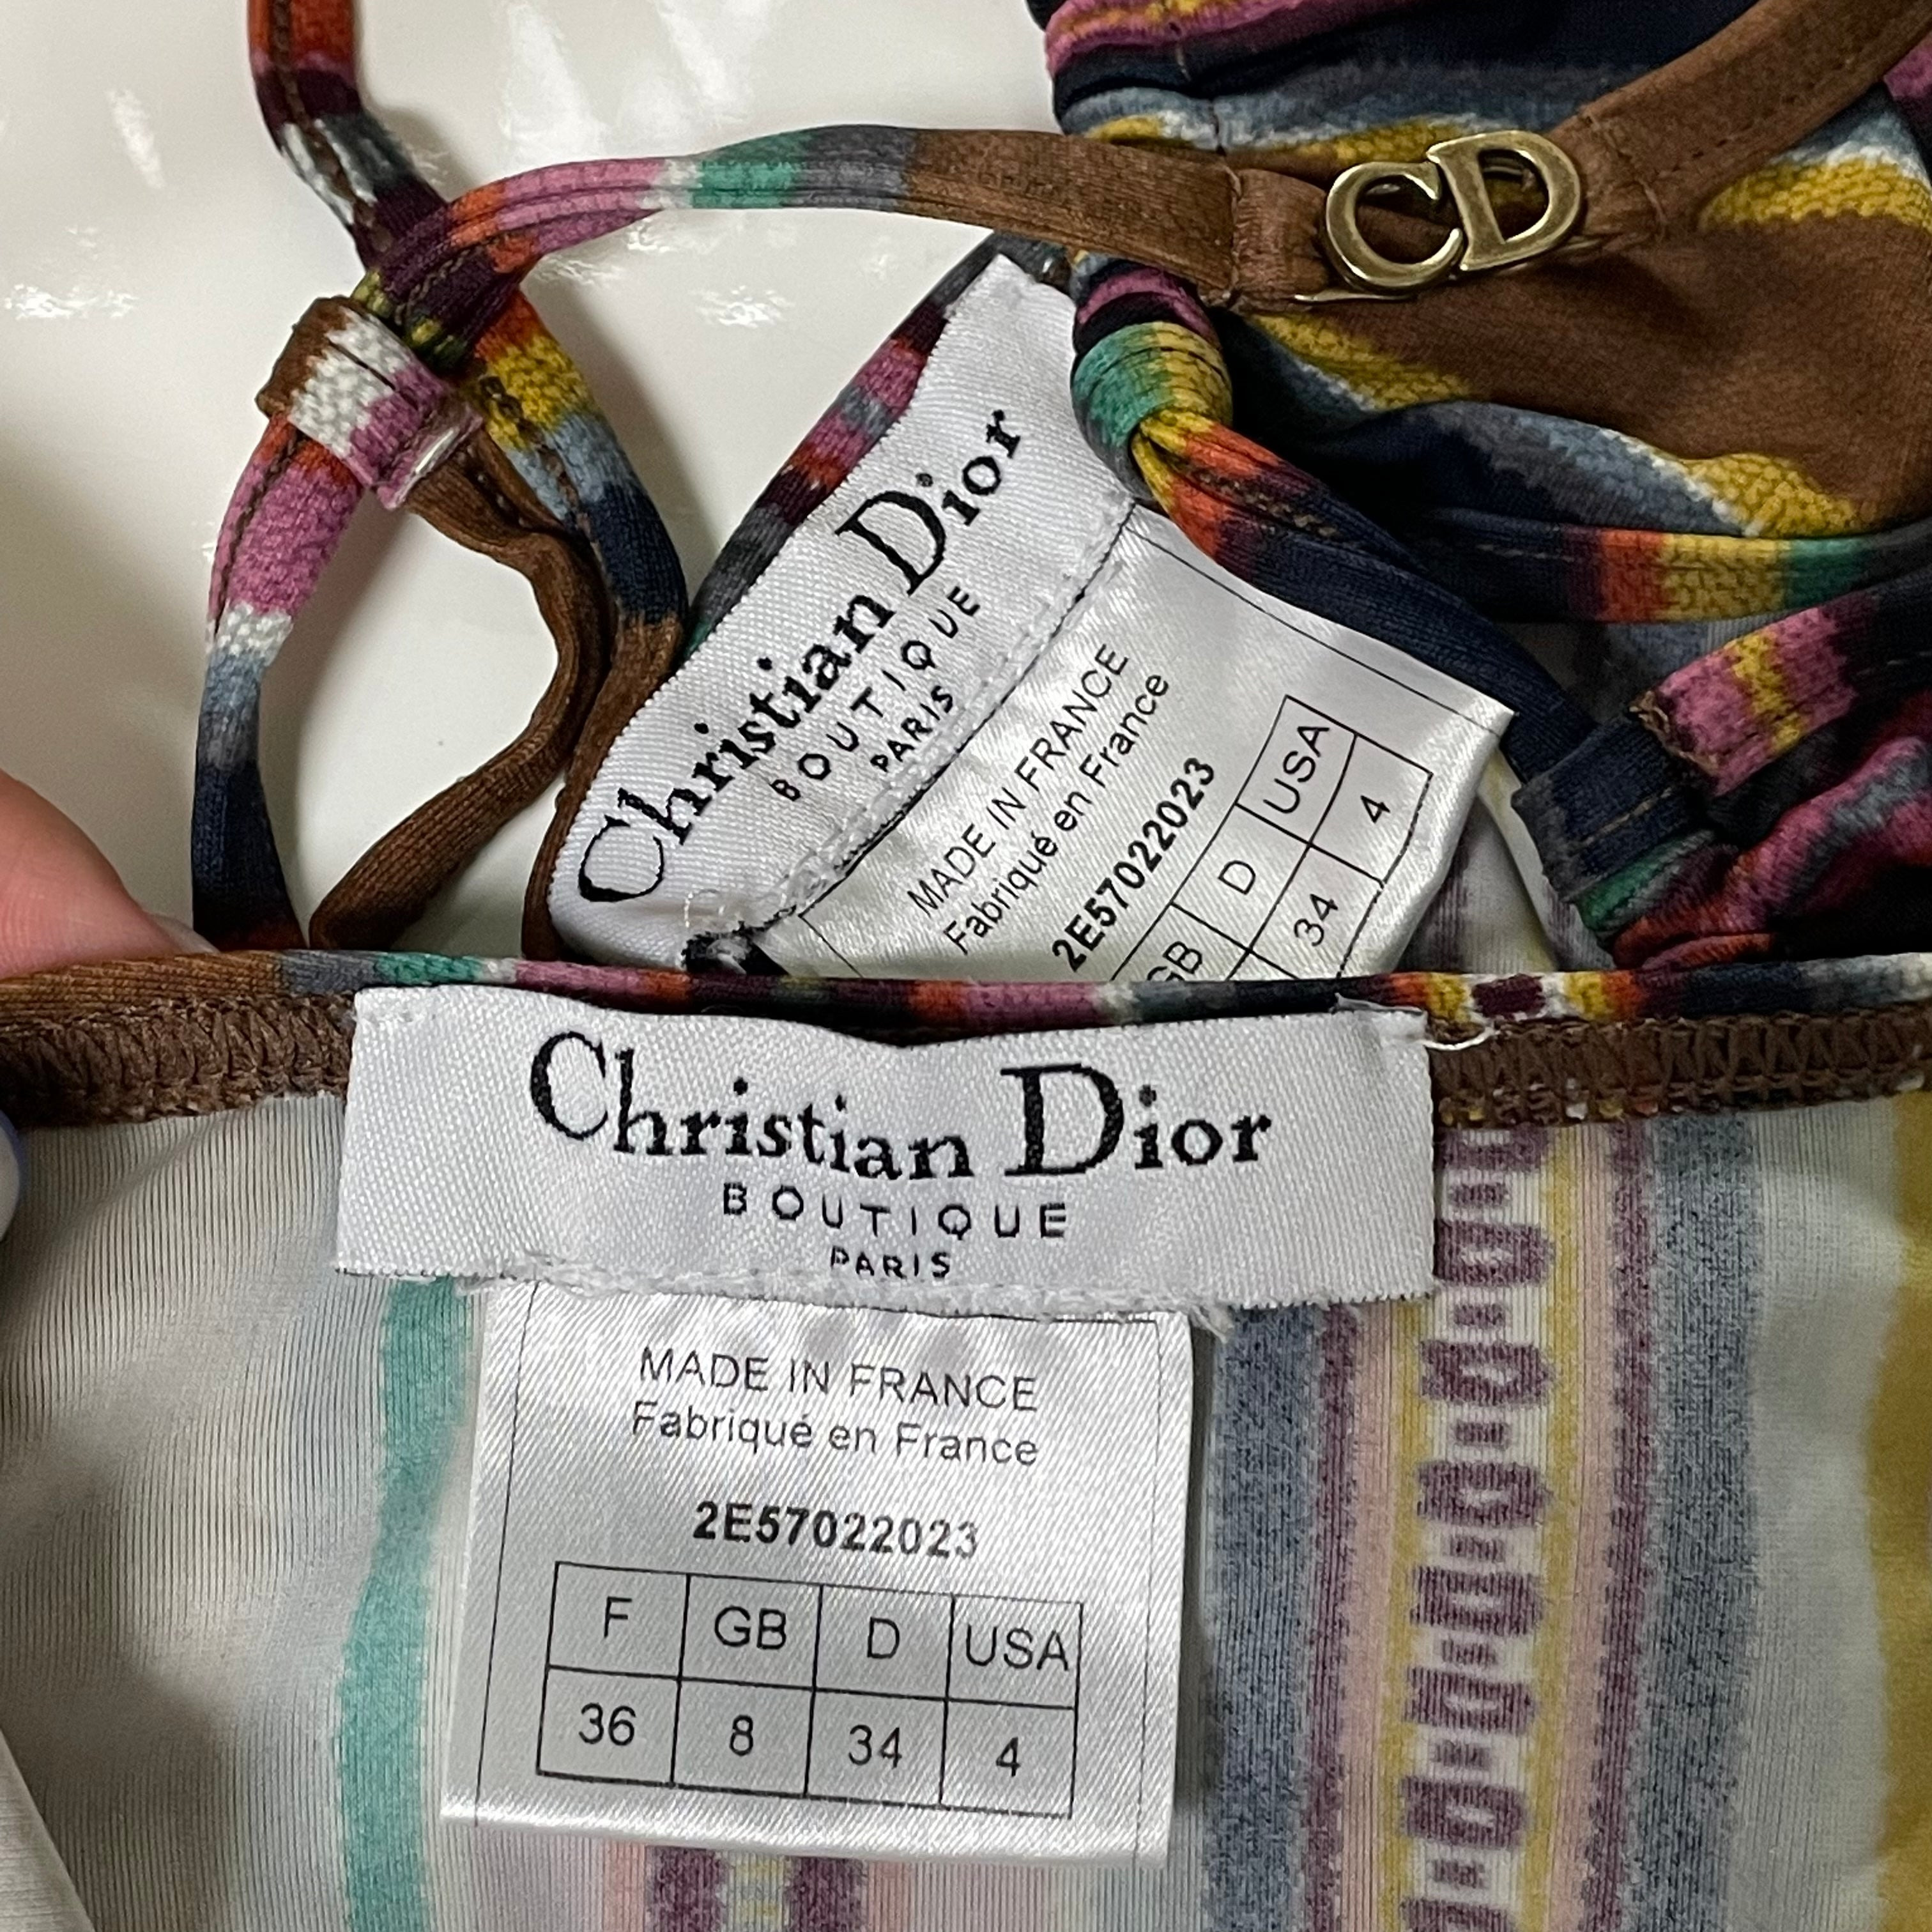 CD
Christian Dior
BOUTIQUE
PARIS
MADE IN FRANCE
Fabriqué en France
2E57022023
GB D USA
34 4
Christian Dior
BOUTIQUE
PARIS
MADE IN FRANCE
Fabriqué en France
2E57022023
F GB D USA
36 8 34 4